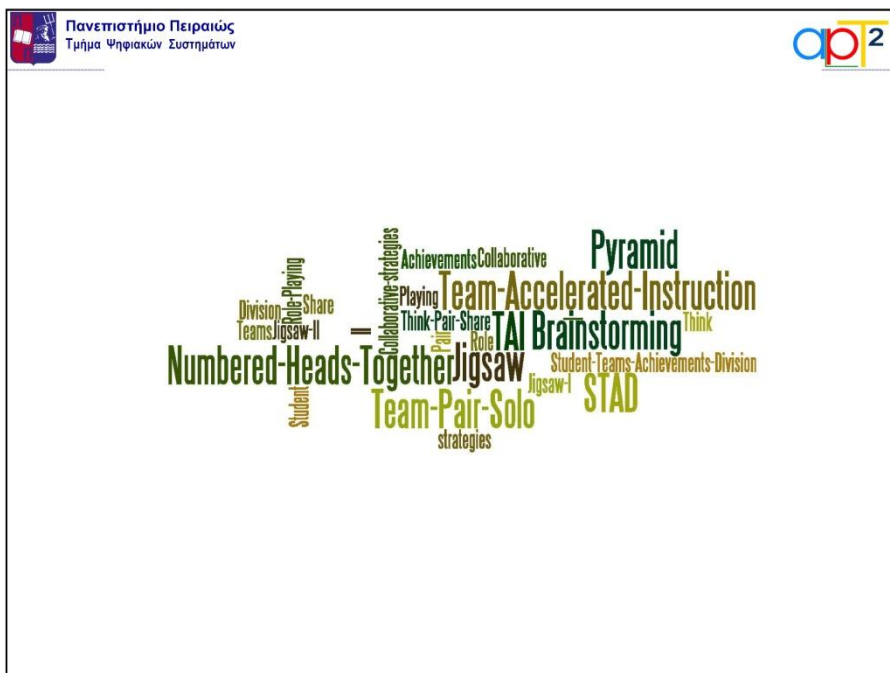 Πανεπιστήμιο Πειραιώς
Τμήμα Ψηφιακών Συστημάτων
apT2
Pyramid
Achievements Collaborative
Collaborative-strategies
Role-Playing
Playing Team-Accelerated-Instruction
Division Share
Think-Pair-Share TAI Brainstorming Think
Teams Jigsaw-II II
Pair Role
Numbered-Heads-Together Jigsaw Student-Teams-Achievements-Division
Jigsaw-I STAD
Student Team-Pair-Solo
strategies